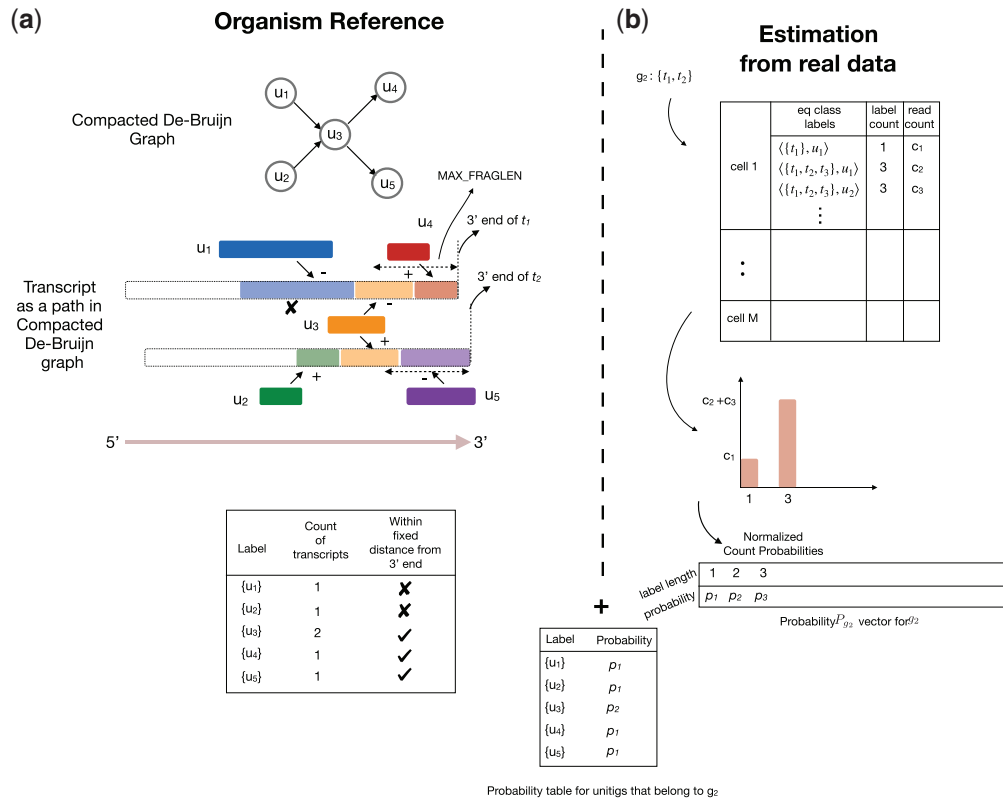 (a)
Organism Reference
u1
u4
u3
u2
u5
Compacted De-Bruijn
Graph
MAX_FRAGLEN
u4
3' end of t1
u1
3' end of t2
-
+
✘
-
Transcript
as a path in
Compacted
De-Bruijn
graph
u3
+
+
-
u2
u5
5'
3'
Label
Count
of
transcripts
Within
fixed
distance from
3' end
{u1} 1 ✘
{u2} 1 ✘
{u3} 2 ✓
{u4} 1 ✓
{u5} 1 ✓
+
Label Probability
{u1} p1
{u2} p1
{u3} p2
{u4} p1
{u5} p1
Probability table for unitigs that belong to g2
(b)
Estimation
from real data
g2 : {t1, t2}
eq class
labels
label
count
read
count
cell 1
⟨{t1}, u1⟩ 1 c1
⟨{t1, t2, t3}, u1⟩ 3 c2
⟨{t1, t2, t3}, u2⟩ 3 c3
⋮
⋮
cell M
c2 +c3
c1
1 3
Normalized
Count Probabilities
label length 1 2 3
probability p1 p2 p3
Probability Pg2 vector for g2